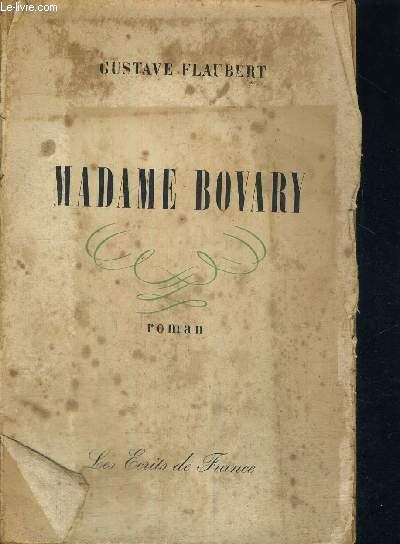 Le-livre.com
GUSTAVE FLAUBERT
MADAME BOVARY
roman
Les Ecrits de France